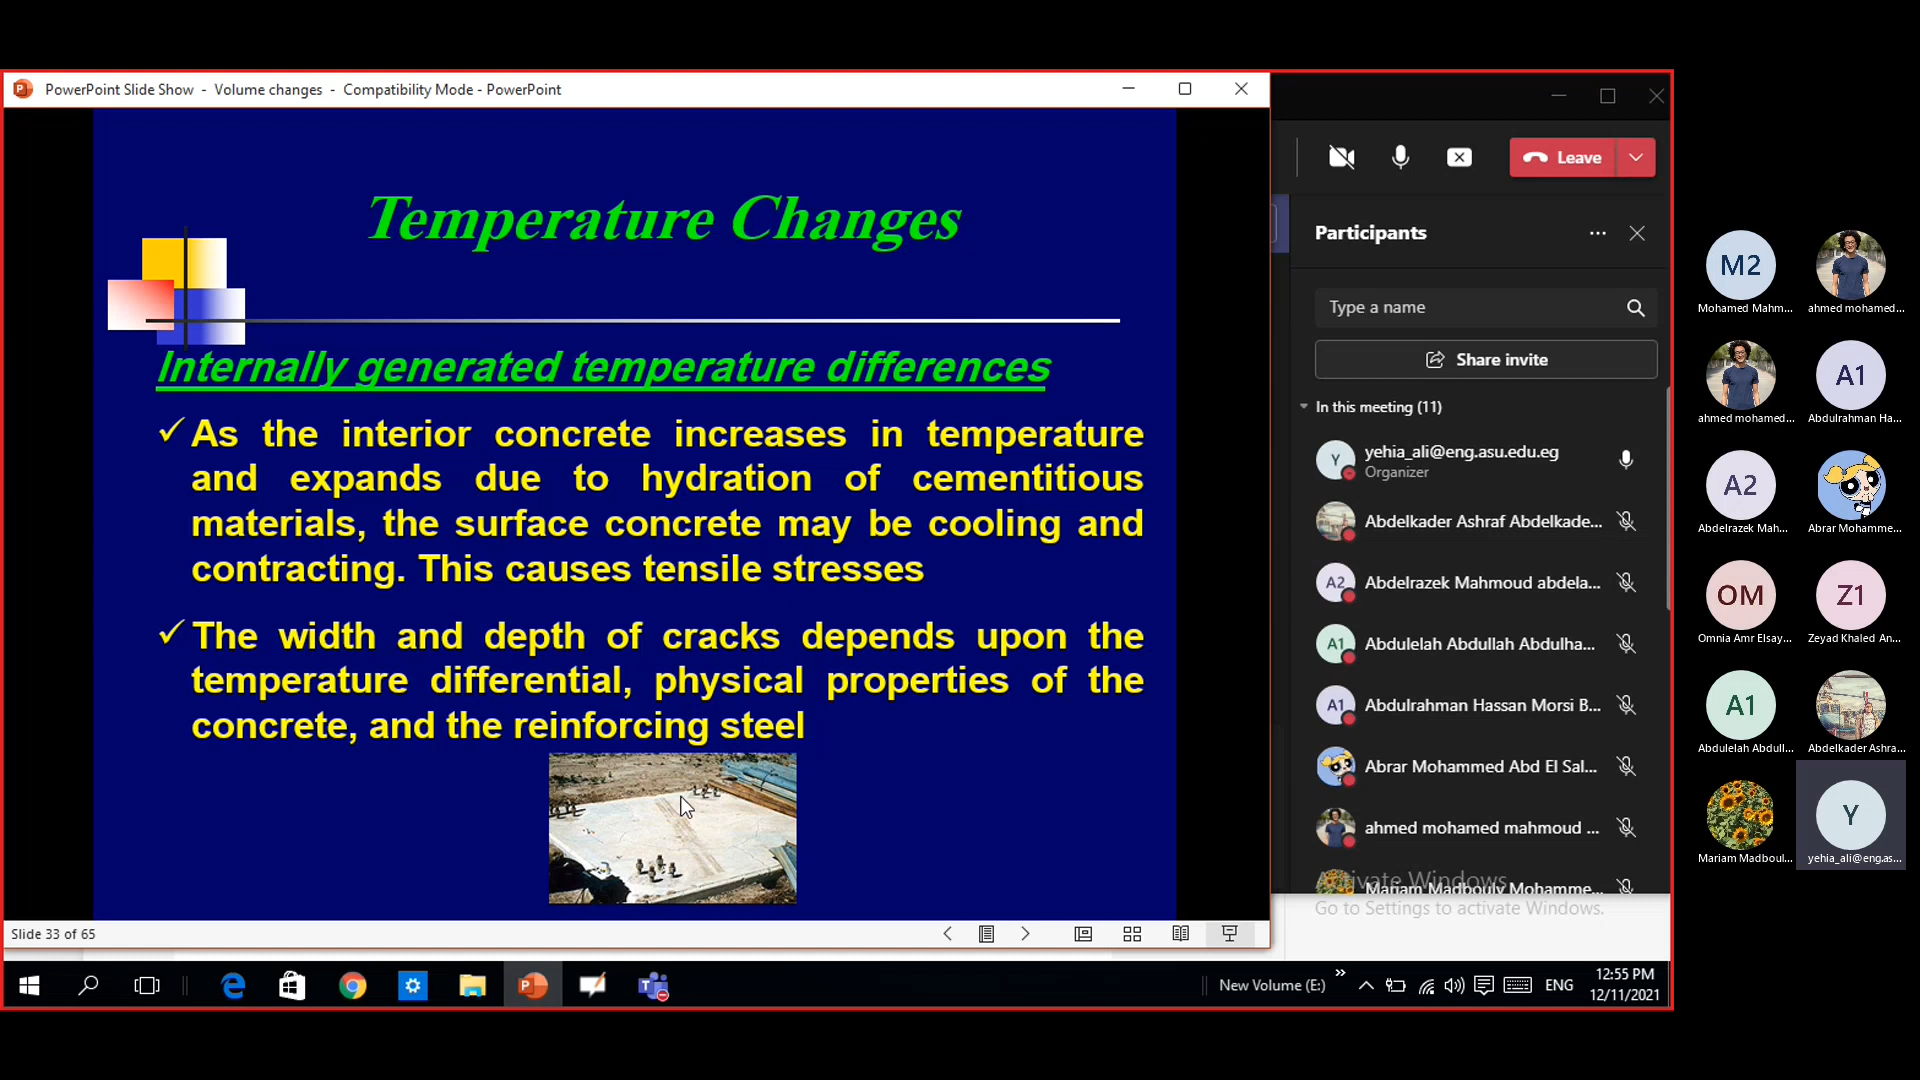 PowerPoint Slide Show - Volume changes - Compatibility Mode - PowerPoint
Temperature Changes
Internally generated temperature differences
✓ As the interior concrete increases in temperature
and expands due to hydration of cementitious
materials, the surface concrete may be cooling and
contracting. This causes tensile stresses
✓ The width and depth of cracks depends upon the
temperature differential, physical properties of the
concrete, and the reinforcing steel
Slide 33 of 65
Leave
Participants
Type a name
Share invite
In this meeting (11)
Y
yehia_ali@eng.asu.edu.eg
Organizer
Abdelkader Ashraf Abdelkade...
A2
Abdelrazek Mahmoud abdela...
A1
Abdulelah Abdullah Abdulha...
A1
Abdulrahman Hassan Morsi B...
Abrar Mohammed Abd El Sal...
ahmed mohamed mahmoud ...
Mariam Madbouly Mohamme...
Activate Windows
Go to Settings to activate Windows.
M2
Mohamed Mahm...
ahmed mohamed...
ahmed mohamed...
A1
Abdulrahman Ha...
A2
Abdelrazek Mah...
Abrar Mohamme...
OM
Omnia Amr Elsay...
Z1
Zeyad Khaled An...
A1
Abdulelah Abdull...
Abdelkader Ashra...
Mariam Madboul...
Y
yehia_ali@eng.as...
New Volume (E:)
ENG
12:55 PM
12/11/2021